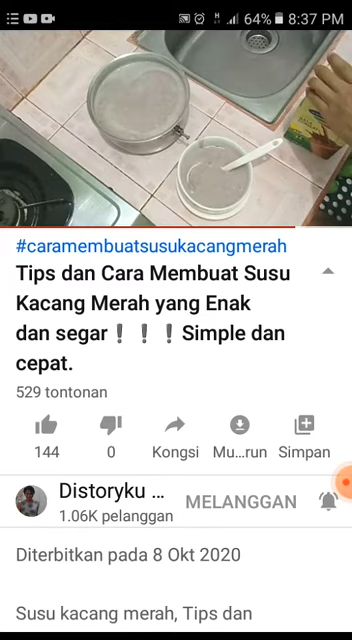 64% 8:37 PM
#caramembuatsusukacangmerah
Tips dan Cara Membuat Susu
Kacang Merah yang Enak
dan segar❗❗❗Simple dan
cepat.
529 tontonan
144 0 Kongsi Mu...run Simpan
Distoryku ...
MELANGGAN
1.06K pelanggan
Diterbitkan pada 8 Okt 2020
Susu kacang merah, Tips dan